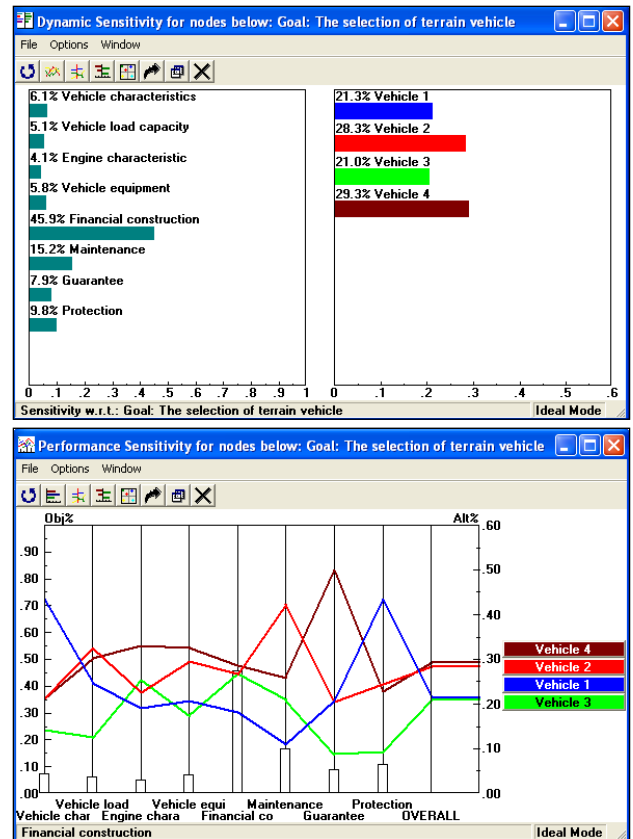 Dynamic Sensitivity for nodes below: Goal: The selection of terrain vehicle
File Options Window
6.1% Vehicle characteristics
5.1% Vehicle load capacity
4.1% Engine characteristic
5.8% Vehicle equipment
45.9% Financial construction
15.2% Maintenance
7.9% Guarantee
9.8% Protection
0 .1 .2 .3 .4 .5 .6 .7 .8 .9 1
21.3% Vehicle 1
28.3% Vehicle 2
21.0% Vehicle 3
29.3% Vehicle 4
0 .1 .2 .3 .4 .5 .6
Sensitivity w.r.t.: Goal: The selection of terrain vehicle Ideal Mode
Performance Sensitivity for nodes below: Goal: The selection of terrain vehicle
File Options Window
Obj% Alt%
.90
.80
.70
.60
.50
.40
.30
.20
.10
.00
.60
.50
.40
.30
.20
.10
.00
Vehicle 4
Vehicle 2
Vehicle 1
Vehicle 3
Vehicle load Vehicle equi Maintenance Protection
Vehicle char Engine chara Financial co Guarantee OVERALL
Financial construction Ideal Mode